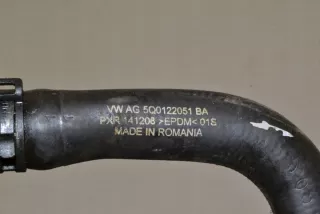 VW AG 5Q0122051 BA
PXR 141208 >EPDM< 01S
MADE IN ROMANIA